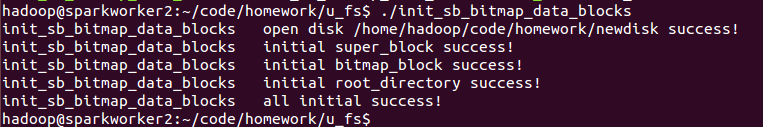 hadoop@sparkworker2:~/code/homework/u_fs$ ./init_sb_bitmap_data_blocks
init_sb_bitmap_data_blocks   open disk /home/hadoop/code/homework/newdisk success!
init_sb_bitmap_data_blocks   initial super_block success!
init_sb_bitmap_data_blocks   initial bitmap_block success!
init_sb_bitmap_data_blocks   initial root_directory success!
init_sb_bitmap_data_blocks   all initial success!
hadoop@sparkworker2:~/code/homework/u_fs$